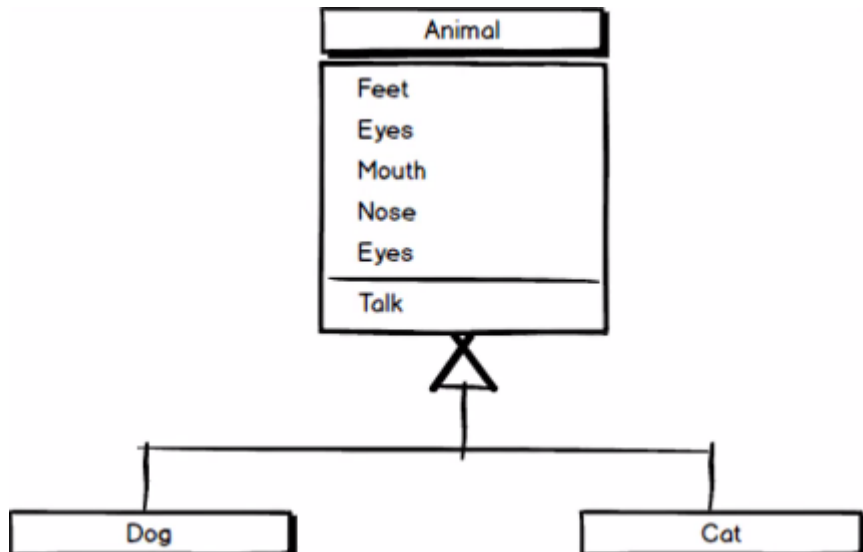 Animal
Feet
Eyes
Mouth
Nose
Eyes
Talk
Dog
Cat